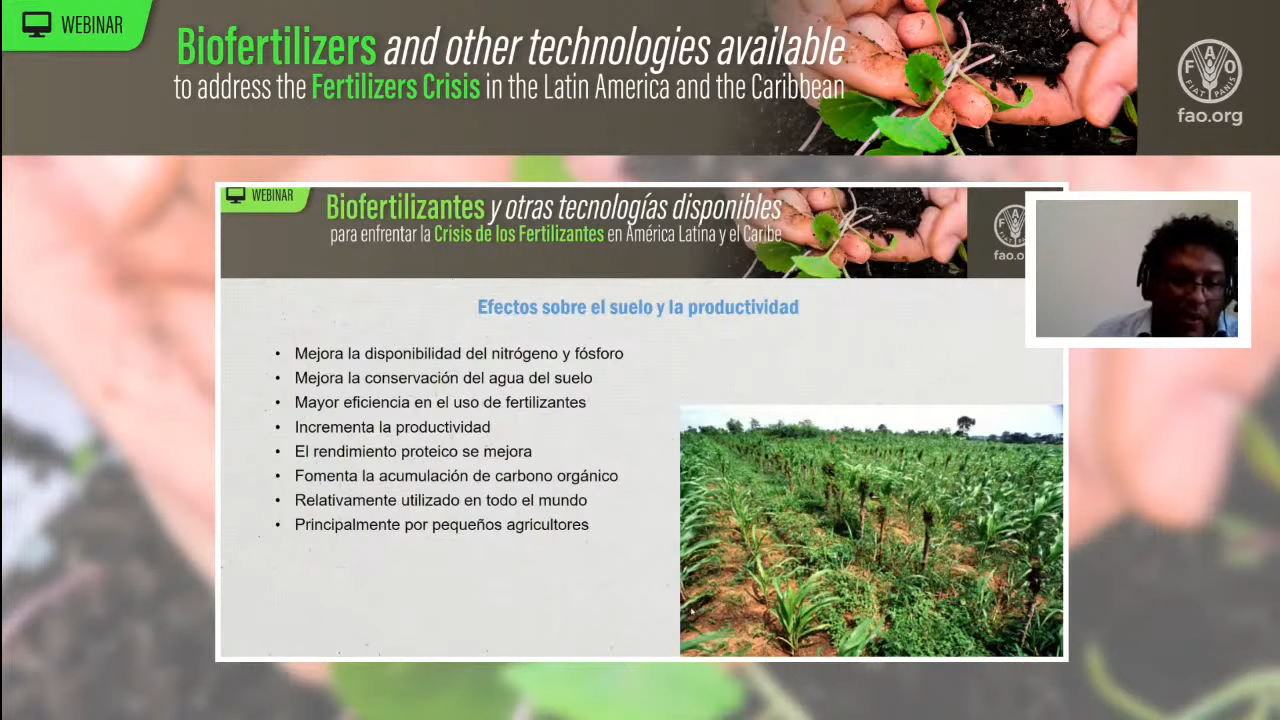 WEBINAR
Biofertilizers and other technologies available
to address the Fertilizers Crisis in the Latin America and the Caribbean
F A O
FIAT PANIS
fao.org
WEBINAR
Biofertilizantes y otras tecnologías disponibles
para enfrentar la Crisis de los Fertilizantes en América Latina y el Caribe
F A
fao.o
Efectos sobre el suelo y la productividad
• Mejora la disponibilidad del nitrógeno y fósforo
• Mejora la conservación del agua del suelo
• Mayor eficiencia en el uso de fertilizantes
• Incrementa la productividad
• El rendimiento proteico se mejora
• Fomenta la acumulación de carbono orgánico
• Relativamente utilizado en todo el mundo
• Principalmente por pequeños agricultores